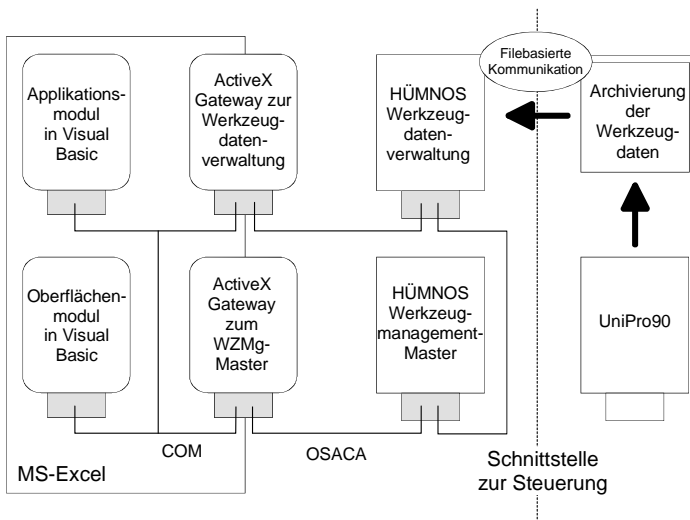 Filebasierte
Kommunikation
Applikations-
modul
in Visual
Basic
ActiveX
Gateway zur
Werkzeug-
daten-
verwaltung
HÜMNOS
Werkzeug-
daten-
verwaltung
Archivierung
der
Werkzeug-
daten
Oberflächen-
modul
in Visual
Basic
ActiveX
Gateway
zum
WZMg-
Master
HÜMNOS
Werkzeug-
management-
Master
UniPro90
COM
OSACA
MS-Excel
Schnittstelle
zur Steuerung